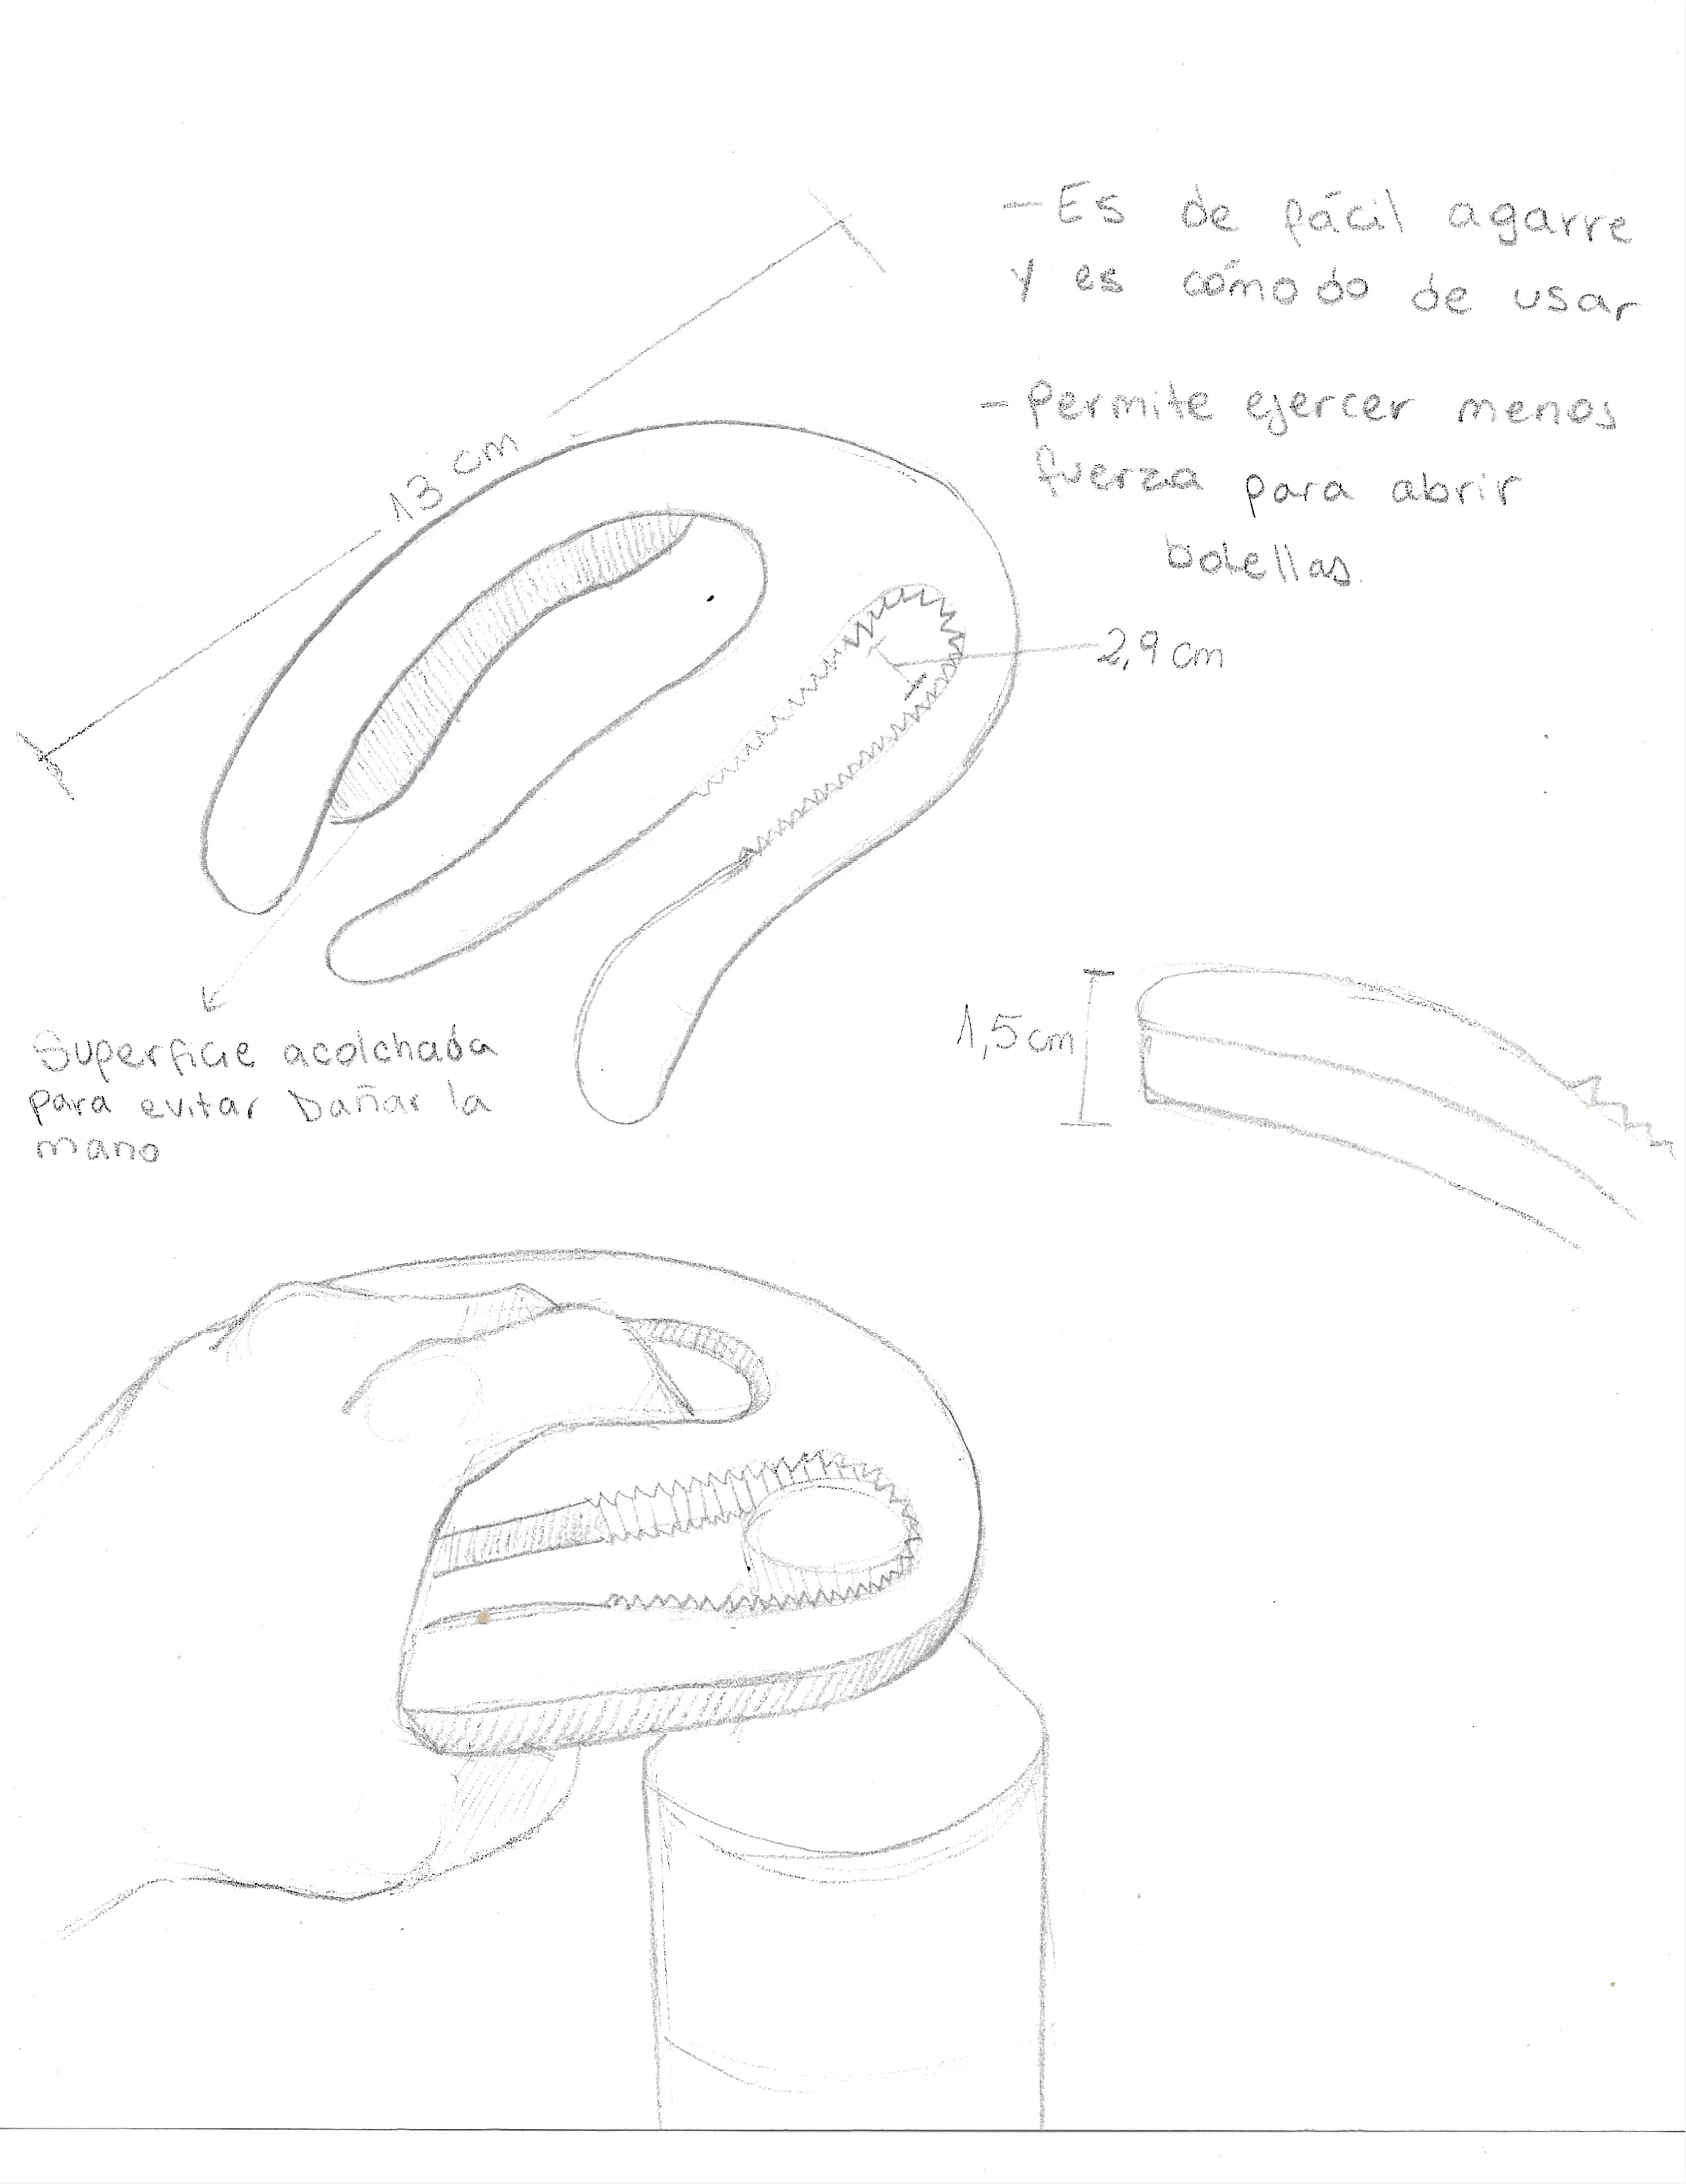 - Es de fácil agarre
y es cómodo de usar
- Permite ejercer menos
fuerza para abrir
botellas.
13 cm
2,9 cm
1,5 cm
Superficie acolchada
para evitar Dañar la
mano